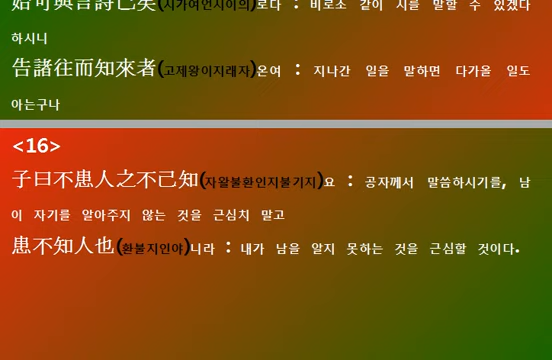 始可與言詩已矣(시가여언시이의)로다 : 비로소 같이 시를 말할 수 있겠다
하시니
告諸往而知來者(고제왕이지래자)온여 : 지나간 일을 말하면 다가올 일도
아는구나
<16>
子曰不患人之不己知(자왈불환인지불기지)요 : 공자께서 말씀하시기를, 남
이 자기를 알아주지 않는 것을 근심치 말고
患不知人也(환불지인야)니라 : 내가 남을 알지 못하는 것을 근심할 것이다.